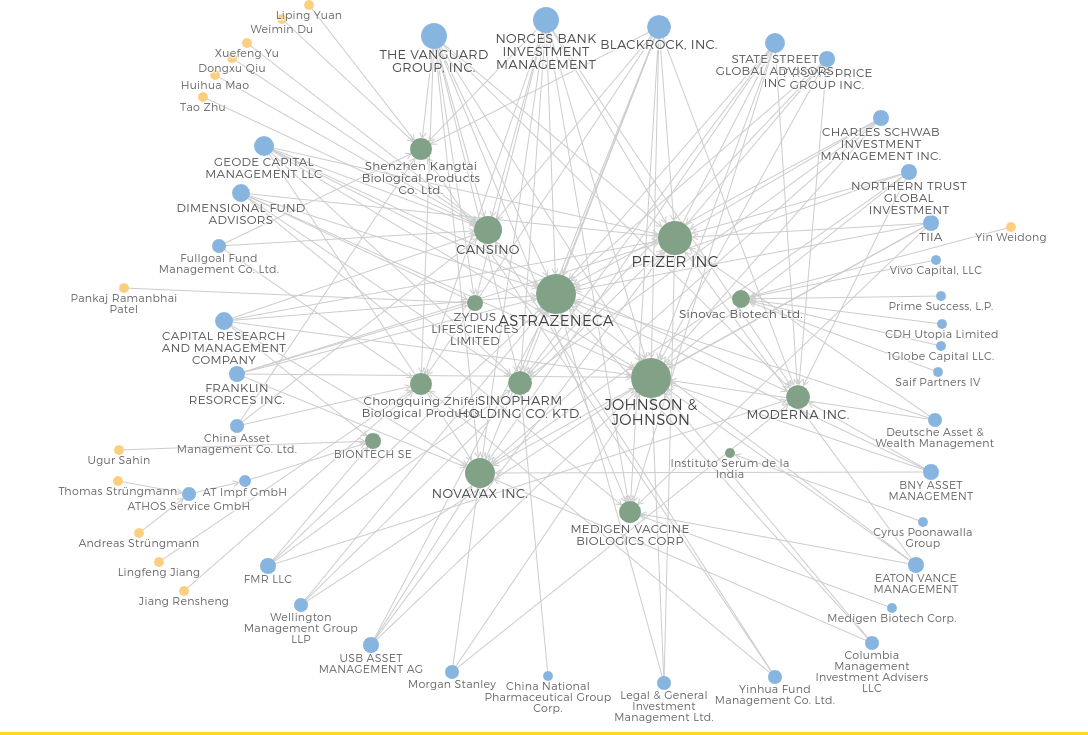 Liping Yuan
Weimin Du
Xuefeng Yu
Dongxu Qiu
Huihua Mao
Tao Zhu
THE VANGUARD
GROUP, INC.
NORGES BANK
INVESTMENT
MANAGEMENT
BLACKROCK, INC.
STATE STREET
GLOBAL ADVISORS
INC
PRICE
GROUP INC.
CHARLES SCHWAB
INVESTMENT
MANAGEMENT INC.
NORTHERN TRUST
GLOBAL
INVESTMENT
TIIA
Yin Weidong
Vivo Capital, LLC
Prime Success, L.P.
CDH Utopia Limited
1Globe Capital LLC.
Saif Partners IV
Deutsche Asset &
Wealth Management
BNY ASSET
MANAGEMENT
Cyrus Poonawalla
Group
EATON VANCE
MANAGEMENT
Medigen Biotech Corp.
Columbia
Management
Investment Advisers
LLC
Yinhua Fund
Management Co. Ltd.
Legal & General
Investment
Management Ltd.
China National
Pharmaceutical Group
Corp.
Morgan Stanley
USB ASSET
MANAGEMENT AG
Wellington
Management Group
LLP
FMR LLC
Jiang Rensheng
Lingfeng Jiang
Andreas Strüngmann
ATHOS Service GmbH
Thomas Strüngmann
AT Impf GmbH
Ugur Sahin
China Asset
Management Co. Ltd.
FRANKLIN
RESORCES INC.
CAPITAL RESEARCH
AND MANAGEMENT
COMPANY
Pankaj Ramanbhai
Patel
Fullgoal Fund
Management Co. Ltd.
DIMENSIONAL FUND
ADVISORS
GEODE CAPITAL
MANAGEMENT LLC
Shenzhen Kangtai
Biological Products
Co. Ltd.
CANSINO
PFIZER INC
ASTRAZENECA
ZYDUS
LIFESCIENCES
LIMITED
Sinovac Biotech Ltd.
Chongquing Zhifei
Biological Products
SINOPHARM
HOLDING CO. KTD.
JOHNSON &
JOHNSON
MODERNA INC.
BIONTECH SE
NOVAVAX INC.
Instituto Serum de la
India
MEDIGEN VACCINE
BIOLOGICS CORP